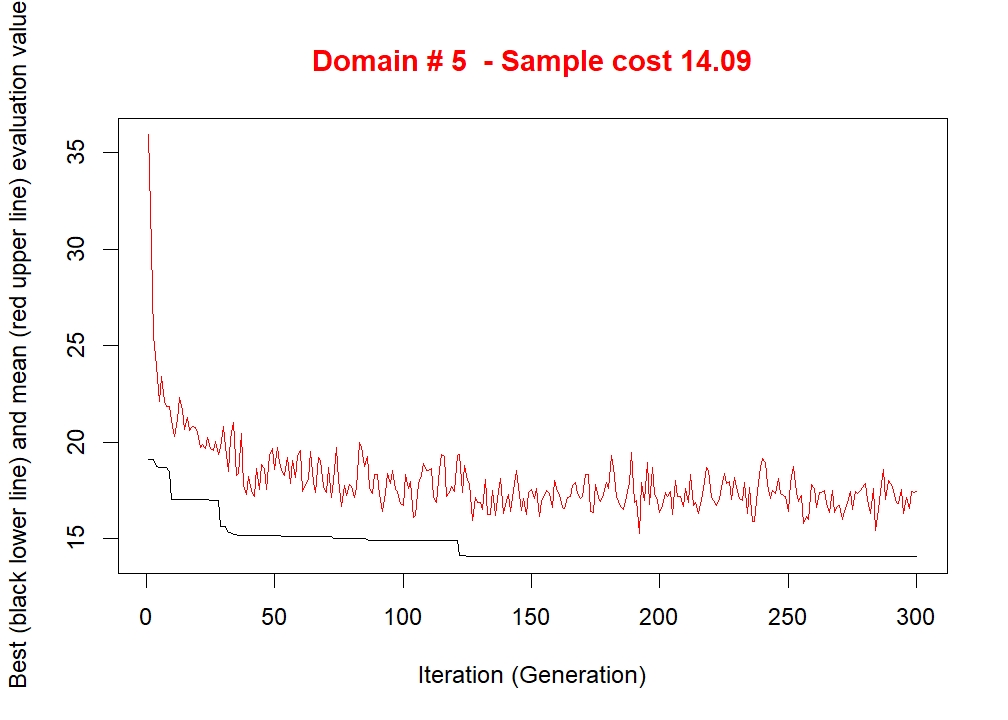 Domain # 5  - Sample cost 14.09
Best (black lower line) and mean (red upper line) evaluation value
35
30
25
20
15
0 50 100 150 200 250 300
Iteration (Generation)